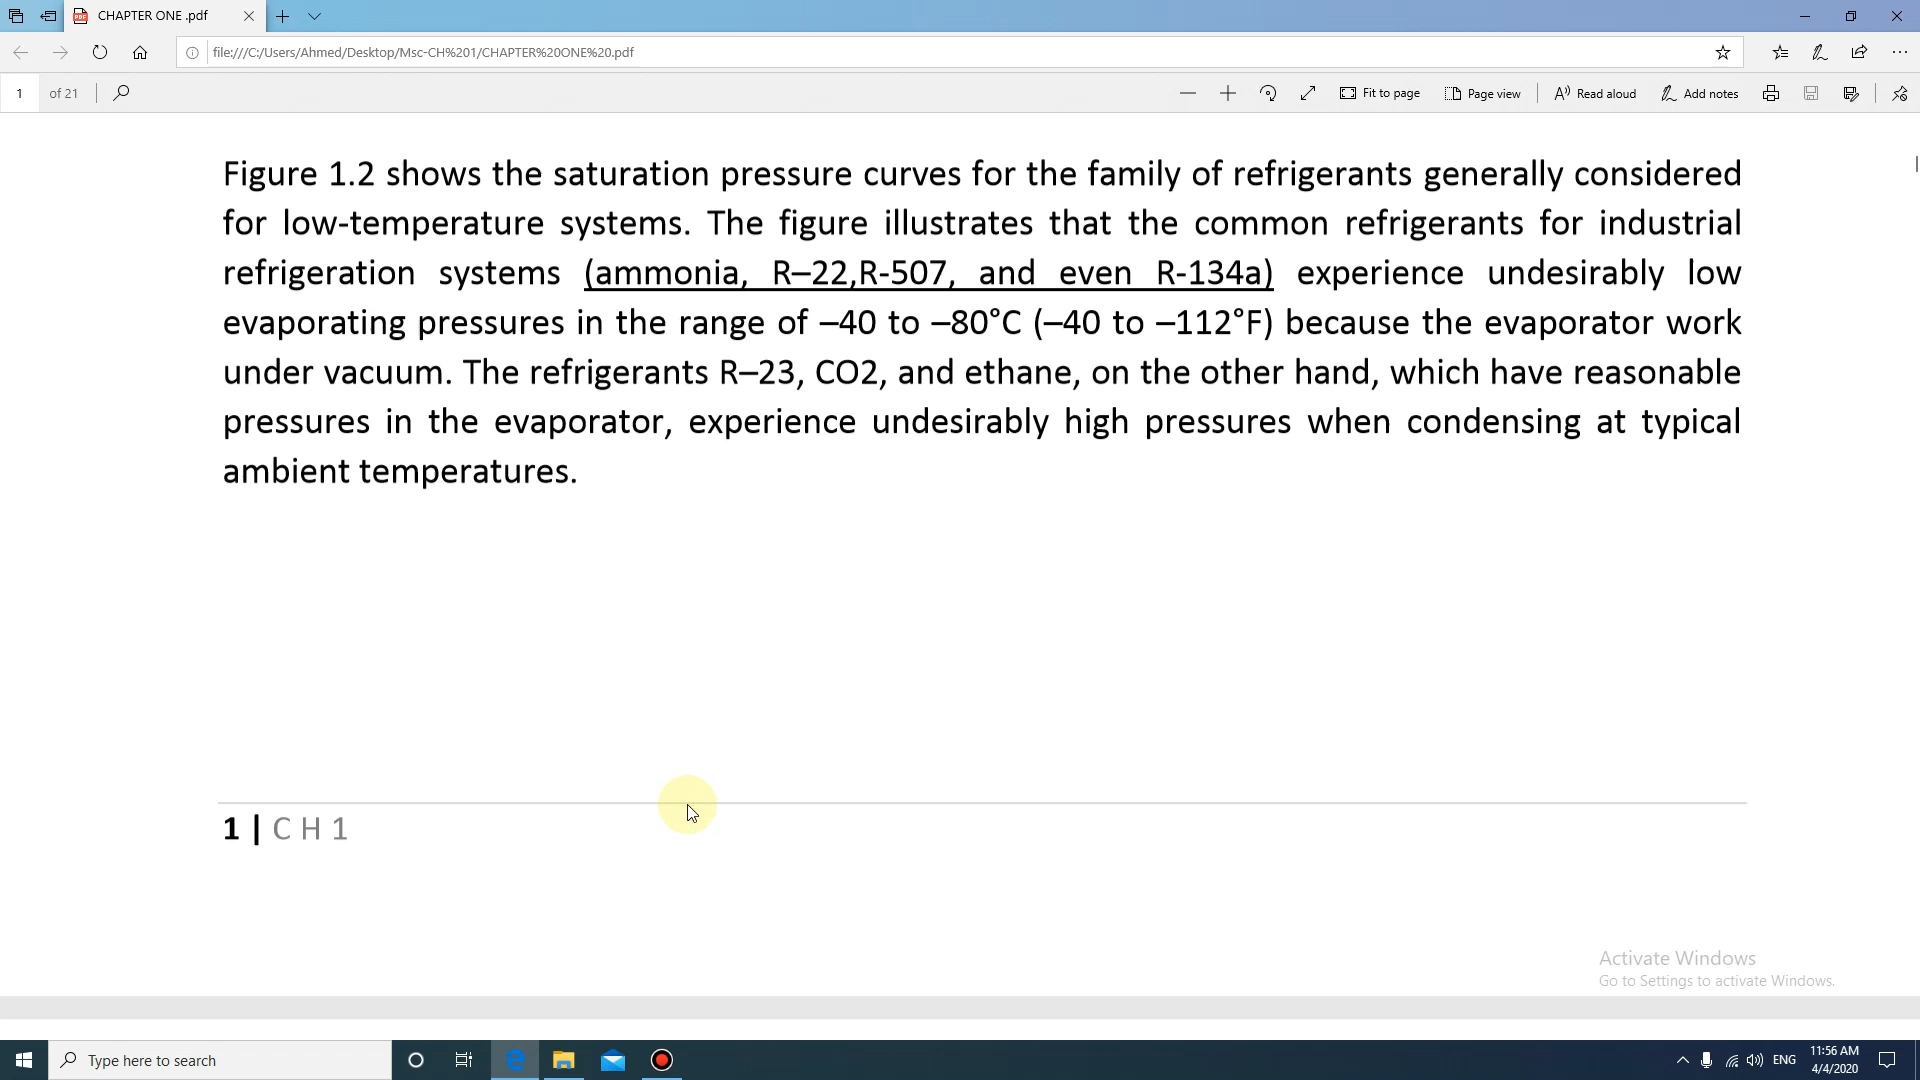 CHAPTER ONE .pdf
file:///C:/Users/Ahmed/Desktop/Msc-CH%201/CHAPTER%20ONE%20.pdf
1 of 21 Fit to page Page view Read aloud Add notes
Figure 1.2 shows the saturation pressure curves for the family of refrigerants generally considered
for low-temperature systems. The figure illustrates that the common refrigerants for industrial
refrigeration systems (ammonia, R–22,R-507, and even R-134a) experience undesirably low
evaporating pressures in the range of –40 to –80°C (–40 to –112°F) because the evaporator work
under vacuum. The refrigerants R–23, CO2, and ethane, on the other hand, which have reasonable
pressures in the evaporator, experience undesirably high pressures when condensing at typical
ambient temperatures.
1 | C H 1
Activate Windows
Go to Settings to activate Windows.
Type here to search
ENG
11:56 AM
4/4/2020